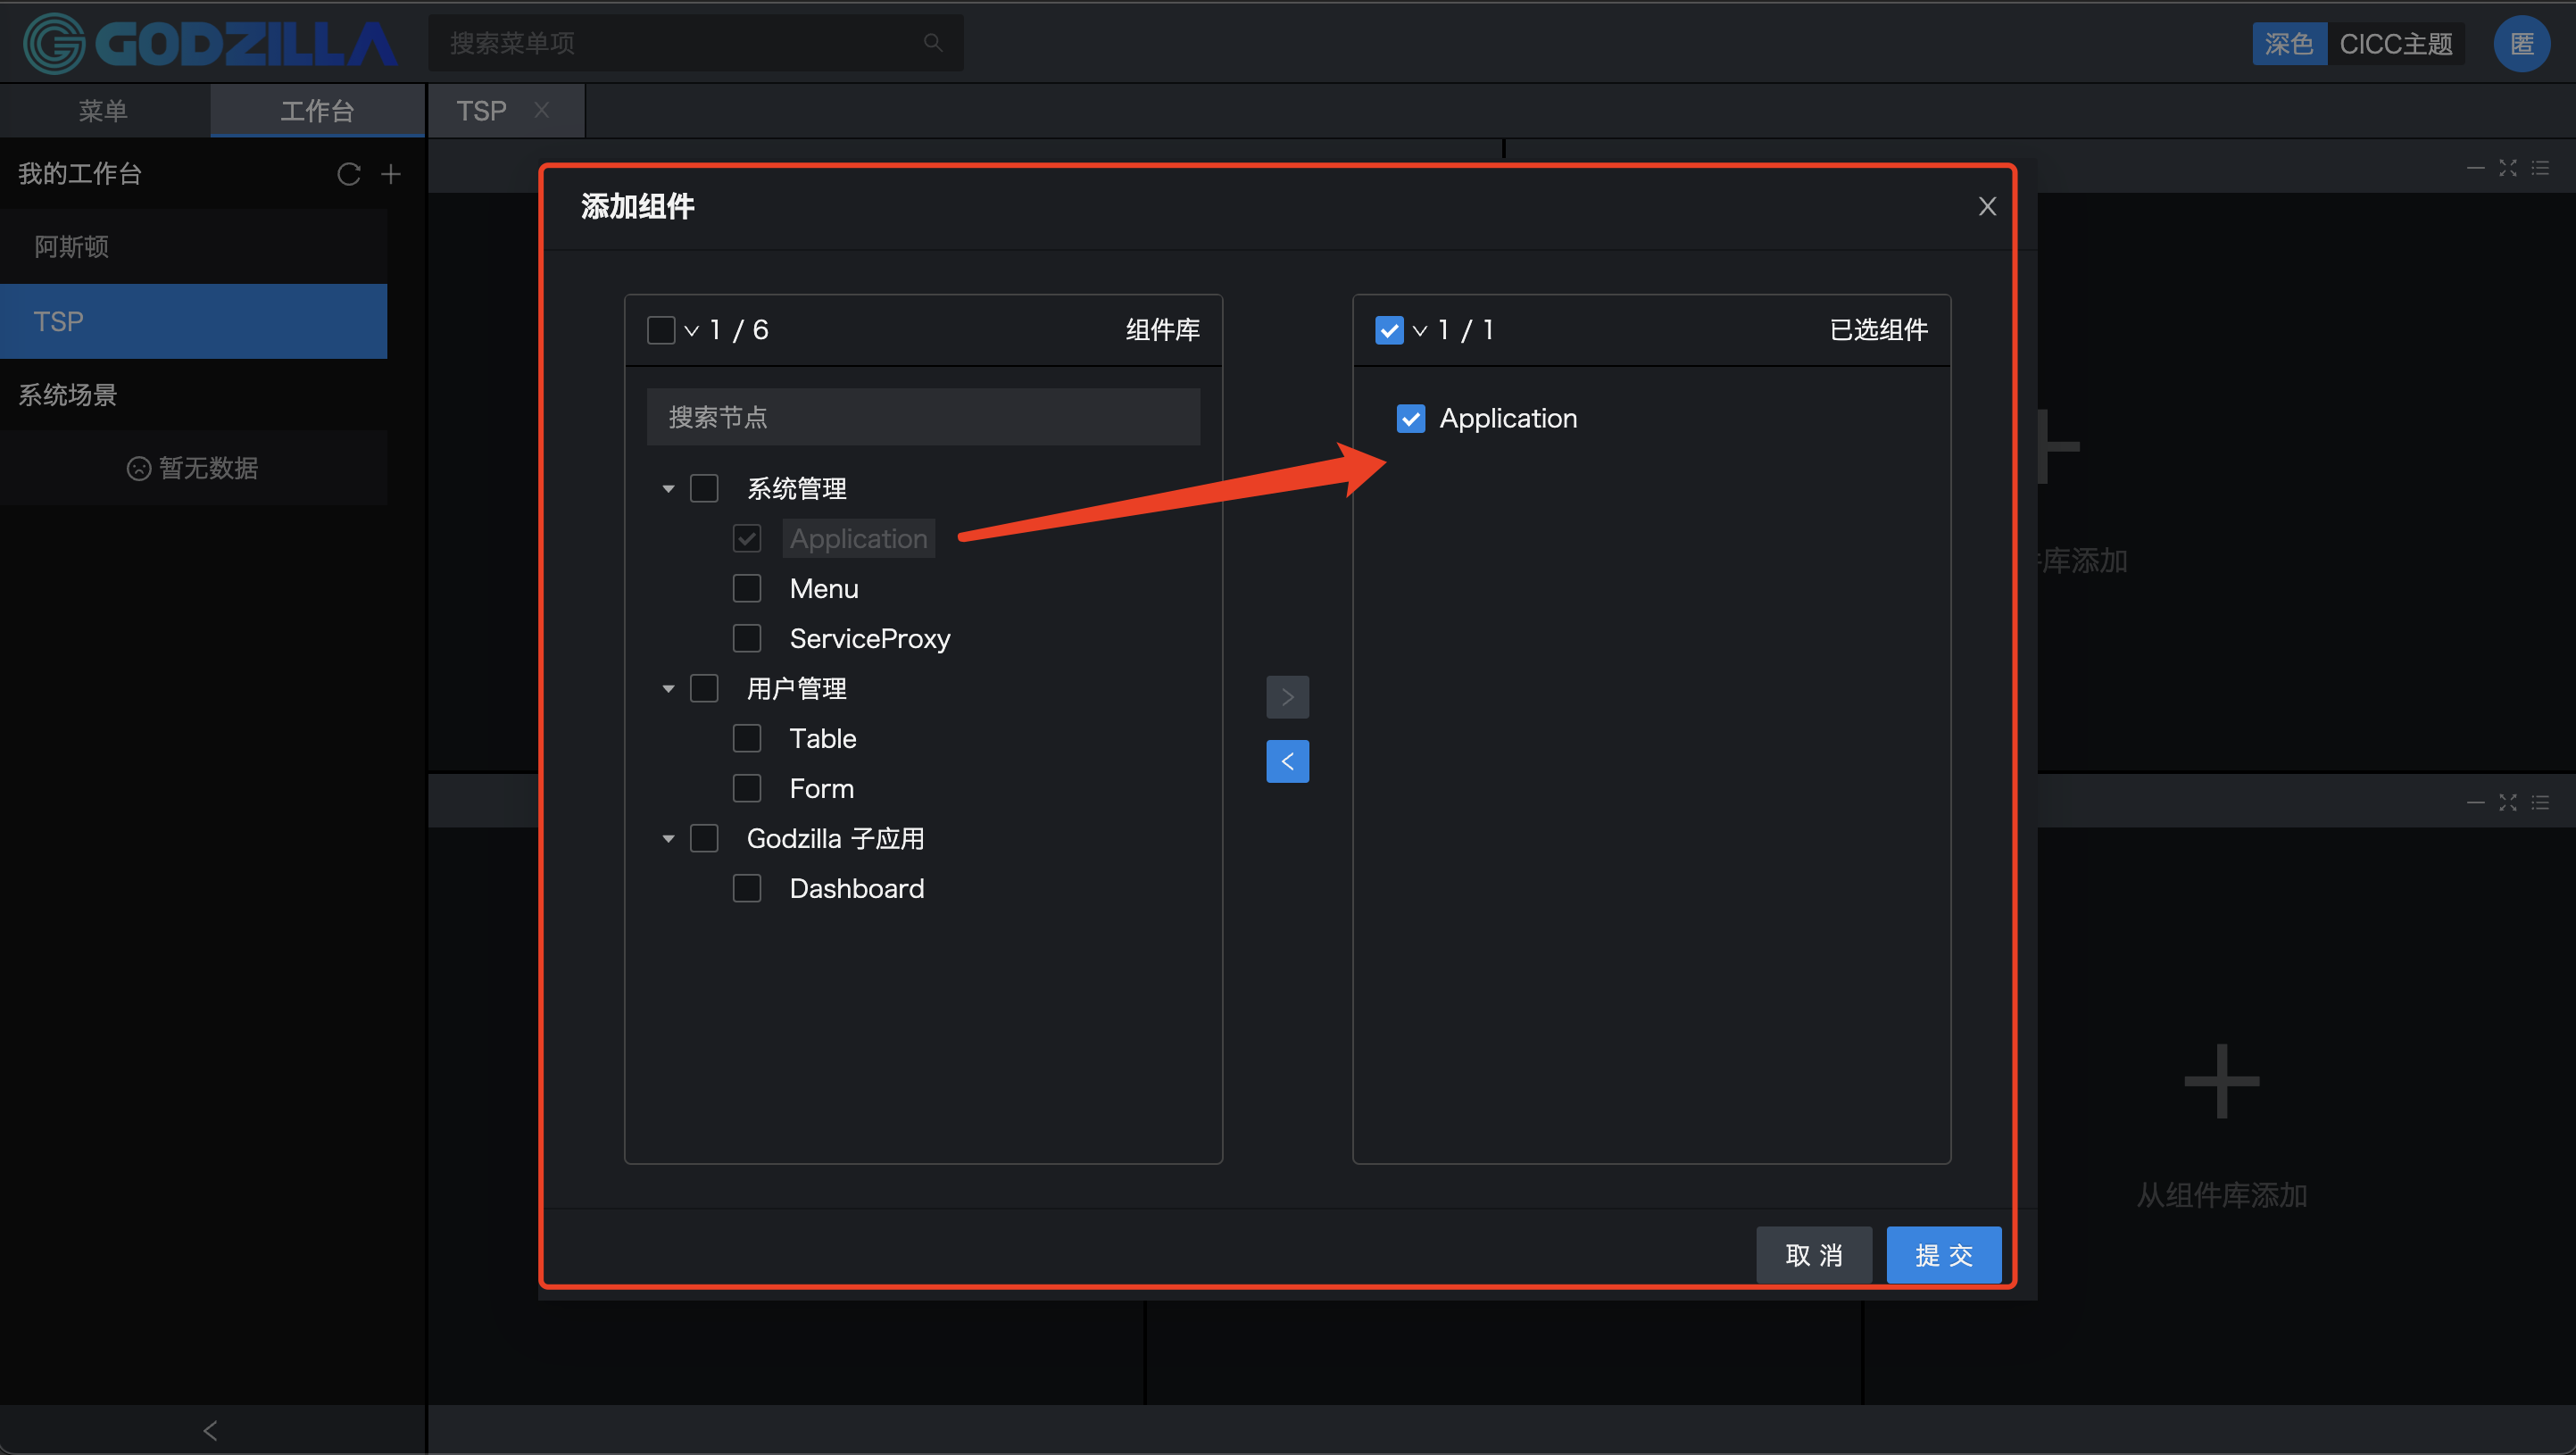 GODZILLA
搜索菜单项
深色 CICC主题
匿
菜单
工作台
TSP
我的工作台
阿斯顿
TSP
系统场景
暂无数据
添加组件
1 / 6
组件库
搜索节点
系统管理
Application
Menu
ServiceProxy
用户管理
Table
Form
Godzilla 子应用
Dashboard
1 / 1
已选组件
Application
取 消
提 交
库添加
从组件库添加